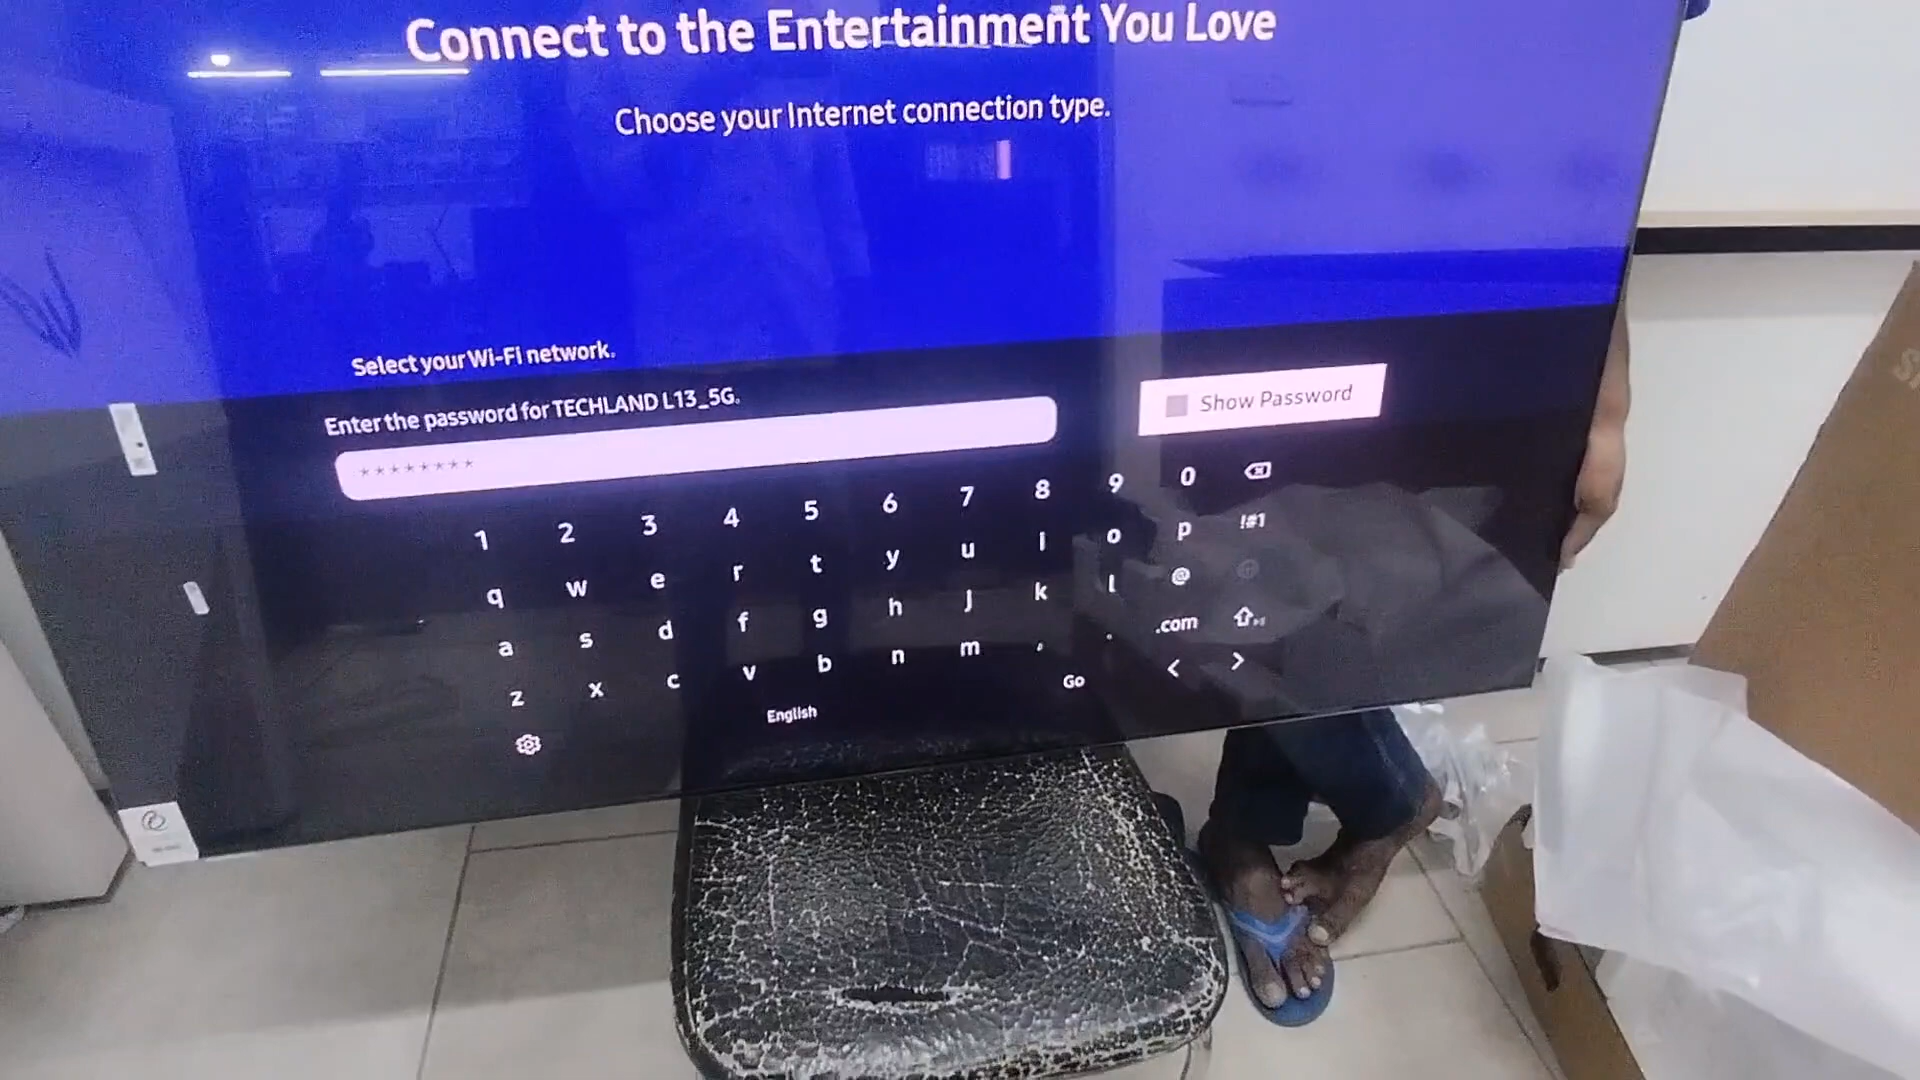 Connect to the Entertainment You Love
Choose your Internet connection type.
Select your Wi-Fi network.
Enter the password for TECHLAND L13_5G.
********
Show Password
1 2 3 4 5 6 7 8 9 0
q w e r t y u i o p !#1
a s d f g h j k l @
z x c v b n m , . .com
English Go < >